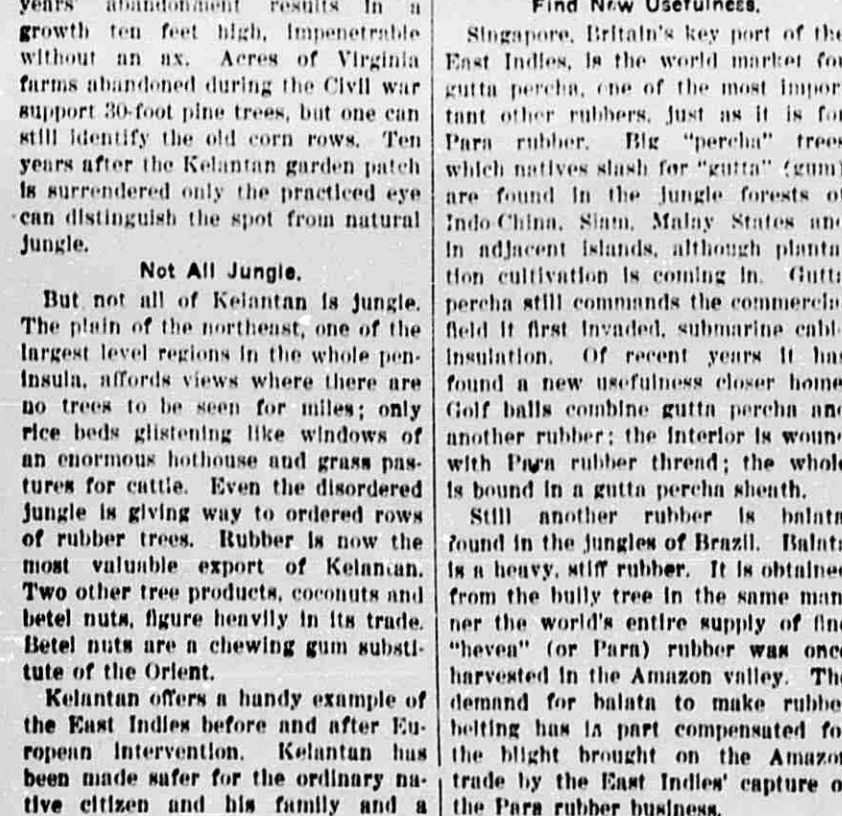 years' abandonment results in a
growth ten feet high, impenetrable
without an ax. Acres of Virginia
farms abandoned during the Civil war
support 30-foot pine trees, but one can
still identify the old corn rows. Ten
years after the Kelantan garden patch
is surrendered only the practiced eye
can distinguish the spot from natural
jungle.
Not All Jungle.
But not all of Kelantan is jungle.
The plain of the northeast, one of the
largest level regions in the whole pen-
insula, affords views where there are
no trees to be seen for miles; only
rice beds glistening like windows of
an enormous hothouse and grass pas-
tures for cattle. Even the disordered
jungle is giving way to ordered rows
of rubber trees. Rubber is now the
most valuable export of Kelantan.
Two other tree products, coconuts and
betel nuts, figure heavily in its trade.
Betel nuts are a chewing gum substi-
tute of the Orient.
Kelantan offers a handy example of
the East Indies before and after Eu-
ropean intervention. Kelantan has
been made safer for the ordinary na-
tive citizen and his family and a
Find New Usefulness.
Singapore, Britain's key port of the
East Indies, is the world market for
gutta percha, one of the most impor
tant other rubbers, just as it is for
Para rubber. Big "percha" trees
which natives slash for "gutta" (gum)
are found in the jungle forests of
Indo-China, Siam, Malay States and
in adjacent islands, although planta
tion cultivation is coming in. Gutta
percha still commands the commercia
field it first invaded, submarine cabl
insulation. Of recent years it has
found a new usefulness closer home
Golf balls combine gutta percha and
another rubber; the interior is woun
with Para rubber thread; the whole
is bound in a gutta percha sheath.
Still another rubber is balata
found in the jungles of Brazil. Balata
is a heavy, stiff rubber. It is obtained
from the bully tree in the same man
ner the world's entire supply of fine
"hevea" (or Para) rubber was once
harvested in the Amazon valley. The
demand for balata to make rubbe
belting has in part compensated fo
the blight brought on the Amazon
trade by the East Indies' capture o
the Para rubber business.